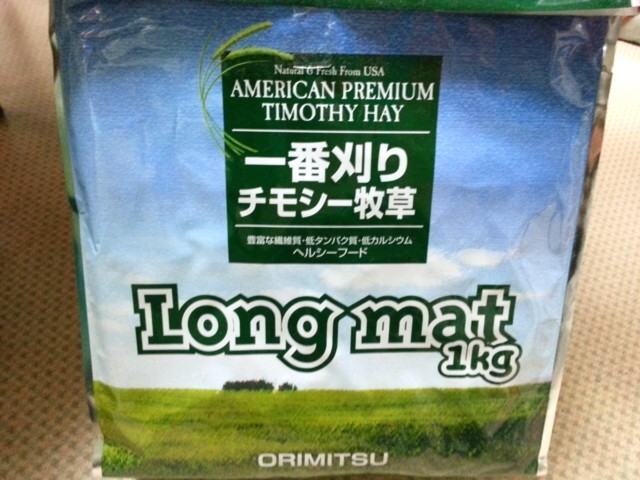 Natural & Fresh From USA
AMERICAN PREMIUM
TIMOTHY HAY
一番刈り
チモシー牧草
豊富な繊維質・低タンパク質・低カルシウム
ヘルシーフード
Long mat
1kg
ORIMITSU